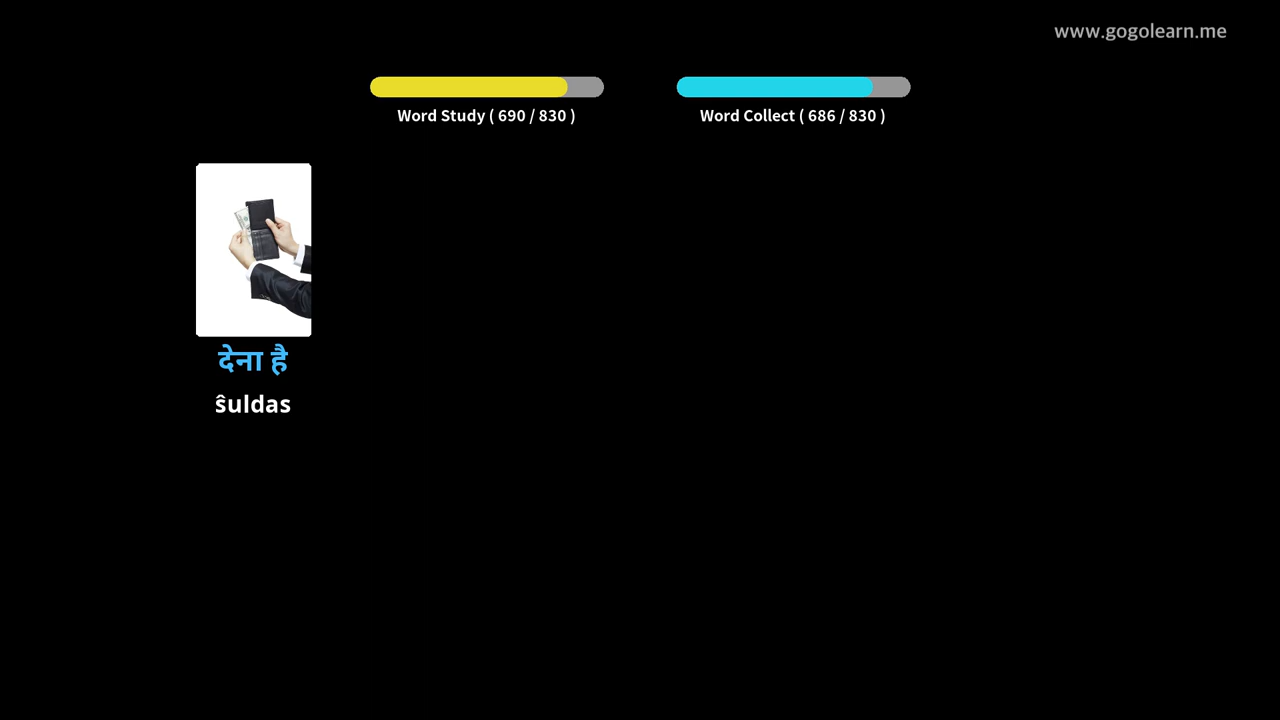 www.gogolearn.me
Word Study ( 690 / 830 )
Word Collect ( 686 / 830 )
देना है
ŝuldas